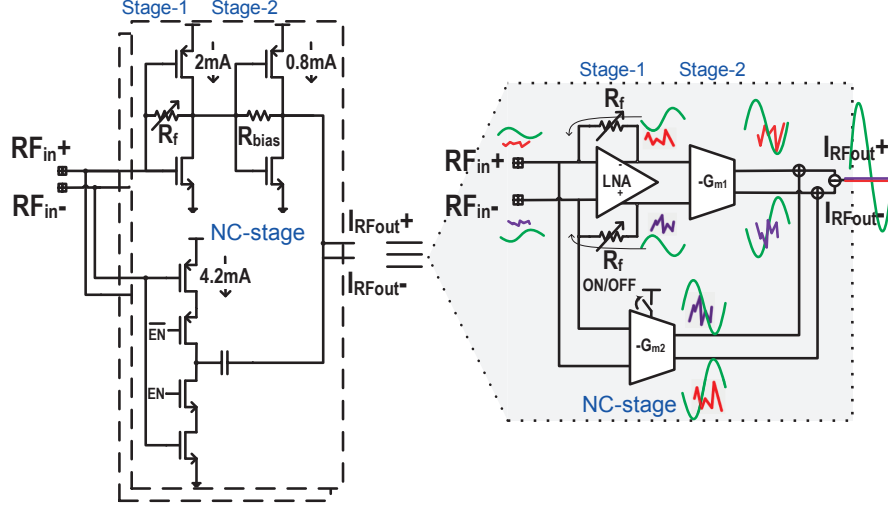 Stage-1 Stage-2
2mA 0.8mA
Rf Rbias
RFin+
RFin-
NC-stage
4.2mA
EN
EN
IRFout+
IRFout-
Stage-1 Stage-2
Rf
RFin+
RFin-
-
LNA
+
-Gm1
IRFout+
IRFout-
Rf
ON/OFF
-Gm2
NC-stage